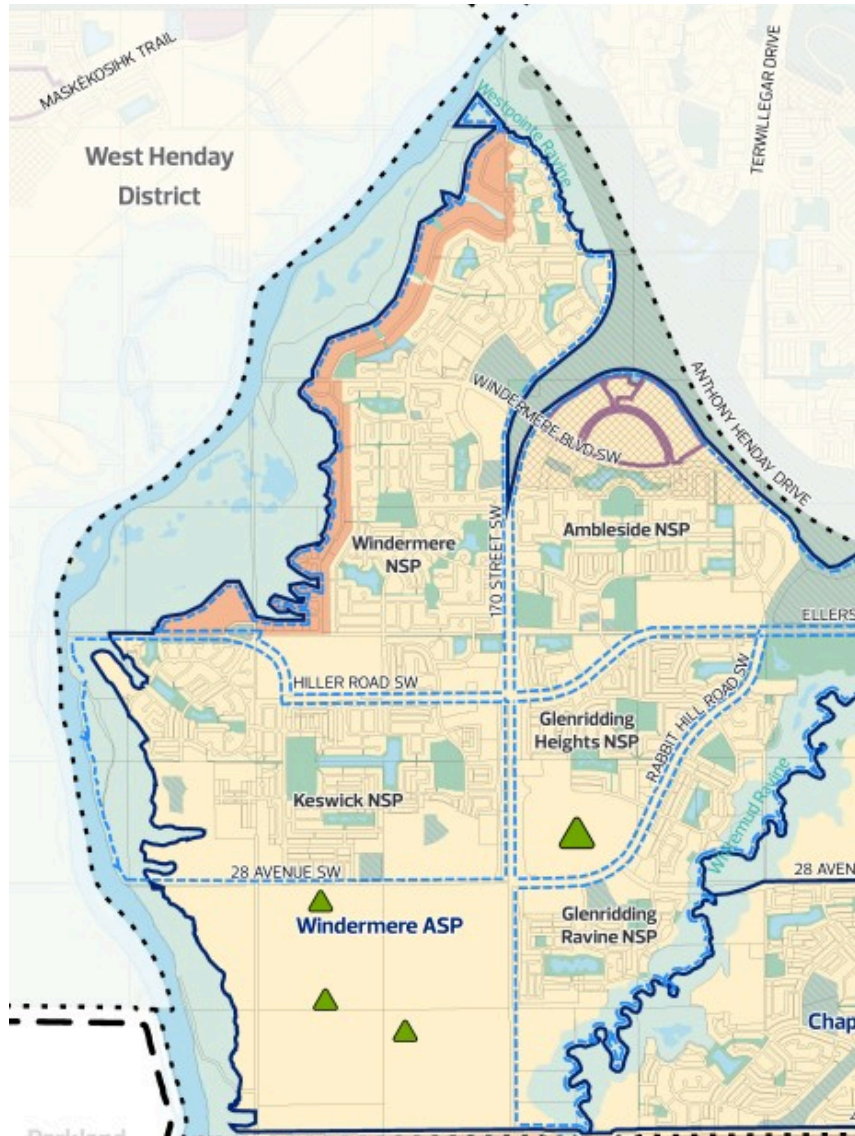 MASKÊKOSIHK TRAIL
TERWILLEGAR DRIVE
West Henday
District
Westpointe Ravine
WINDERMERE BLVD SW
ANTHONY HENDAY DRIVE
170 STREET SW
Windermere
NSP
Ambleside NSP
ELLERS
HILLER ROAD SW
RABBIT HILL ROAD SW
Glenridding
Heights NSP
Keswick NSP
Whitemud Ravine
28 AVENUE SW
28 AVEN
Windermere ASP
Glenridding
Ravine NSP
Chap
Parkland